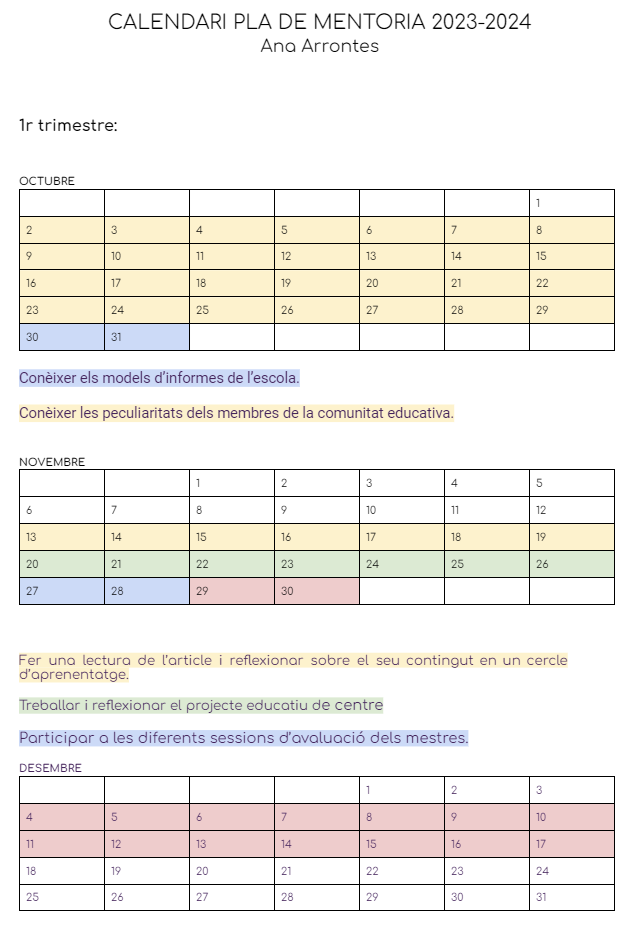 CALENDARI PLA DE MENTORIA 2023-2024
Ana Arrontes
1r trimestre:
OCTUBRE
1
2 3 4 5 6 7 8
9 10 11 12 13 14 15
16 17 18 19 20 21 22
23 24 25 26 27 28 29
30 31
Conèixer els models d'informes de l'escola.
Conèixer les peculiaritats dels membres de la comunitat educativa.
NOVEMBRE
1 2 3 4 5
6 7 8 9 10 11 12
13 14 15 16 17 18 19
20 21 22 23 24 25 26
27 28 29 30
Fer una lectura de l'article i reflexionar sobre el seu contingut en un cercle
d'aprenentatge.
Treballar i reflexionar el projecte educatiu de centre
Participar a les diferents sessions d'avaluació dels mestres.
DESEMBRE
1 2 3
4 5 6 7 8 9 10
11 12 13 14 15 16 17
18 19 20 21 22 23 24
25 26 27 28 29 30 31